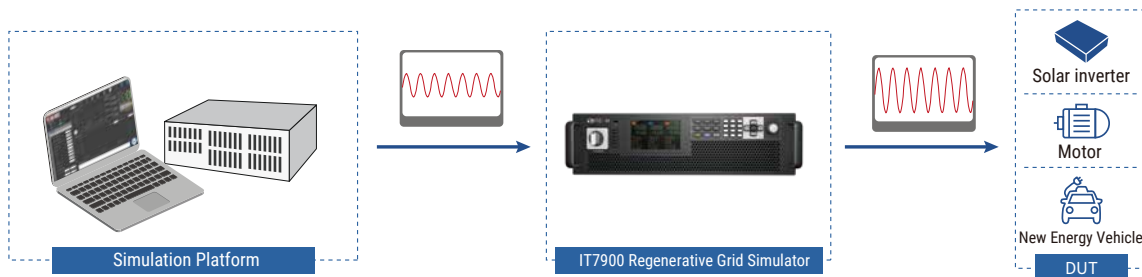 Solar inverter
Motor
New Energy Vehicle
Simulation Platform
IT7900 Regenerative Grid Simulator
DUT